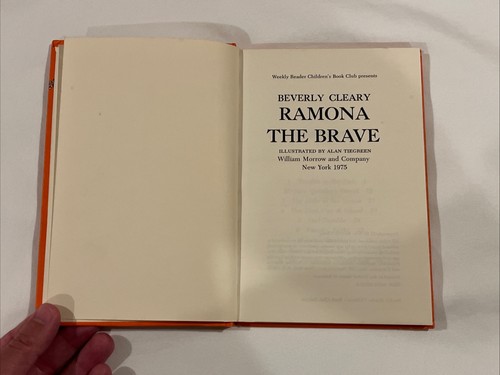 Weekly Reader Children's Book Club presents
BEVERLY CLEARY
RAMONA
THE BRAVE
ILLUSTRATED BY ALAN TIEGREEN
William Morrow and Company
New York 1975